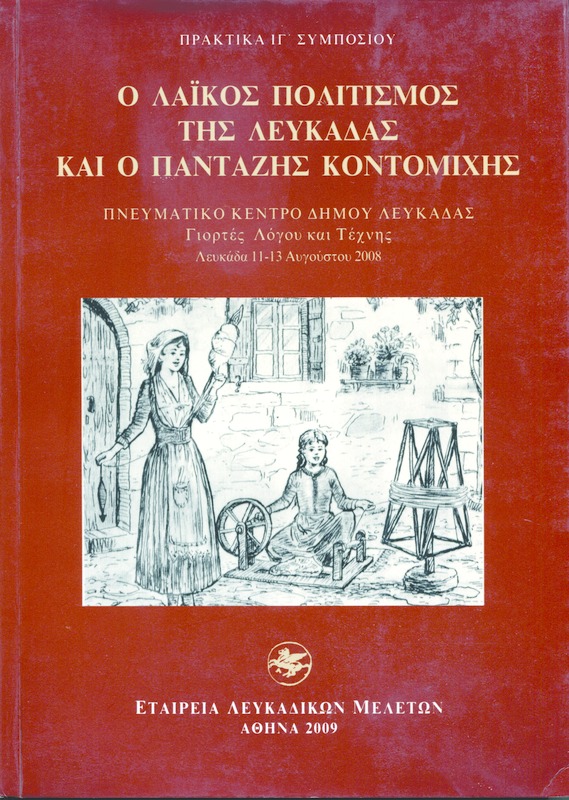 ΠΡΑΚΤΙΚΑ ΙΓ΄ ΣΥΜΠΟΣΙΟΥ
Ο ΛΑΪΚΟΣ ΠΟΛΙΤΙΣΜΟΣ
ΤΗΣ ΛΕΥΚΑΔΑΣ
ΚΑΙ Ο ΠΑΝΤΑΖΗΣ ΚΟΝΤΟΜΙΧΗΣ
ΠΝΕΥΜΑΤΙΚΟ ΚΕΝΤΡΟ ΔΗΜΟΥ ΛΕΥΚΑΔΑΣ
Γιορτές Λόγου και Τέχνης
Λευκάδα 11-13 Αυγούστου 2008
ΕΤΑΙΡΕΙΑ ΛΕΥΚΑΔΙΚΩΝ ΜΕΛΕΤΩΝ
ΑΘΗΝΑ 2009